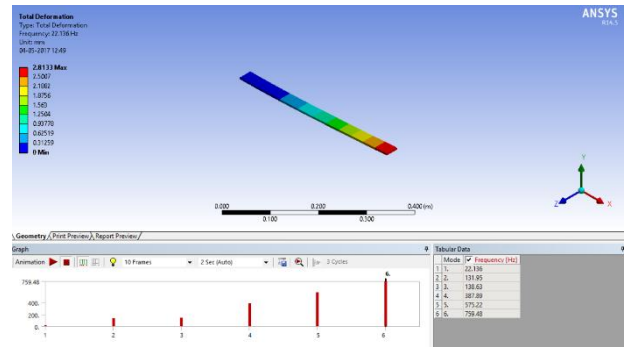 Total Deformation
Type: Total Deformation
Frequency: 22.136 Hz
Unit: mm
04-05-2017 12:49
2.8133 Max
2.5007
2.1882
1.8756
1.563
1.2504
0.93778
0.62519
0.31259
0 Min
ANSYS
R14.5
0.000
0.200
0.400 (m)
0.100
0.300
Y
Z
X
Geometry Print Preview Report Preview
Graph
Animation
10 Frames
2 Sec (Auto)
3 Cycles
759.48
400.
200.
0.
1
2
3
4
5
6
6.
Tabular Data
Mode Frequency [Hz]
1 1. 22.136
2 2. 131.95
3 3. 138.63
4 4. 387.89
5 5. 575.22
6 6. 759.48